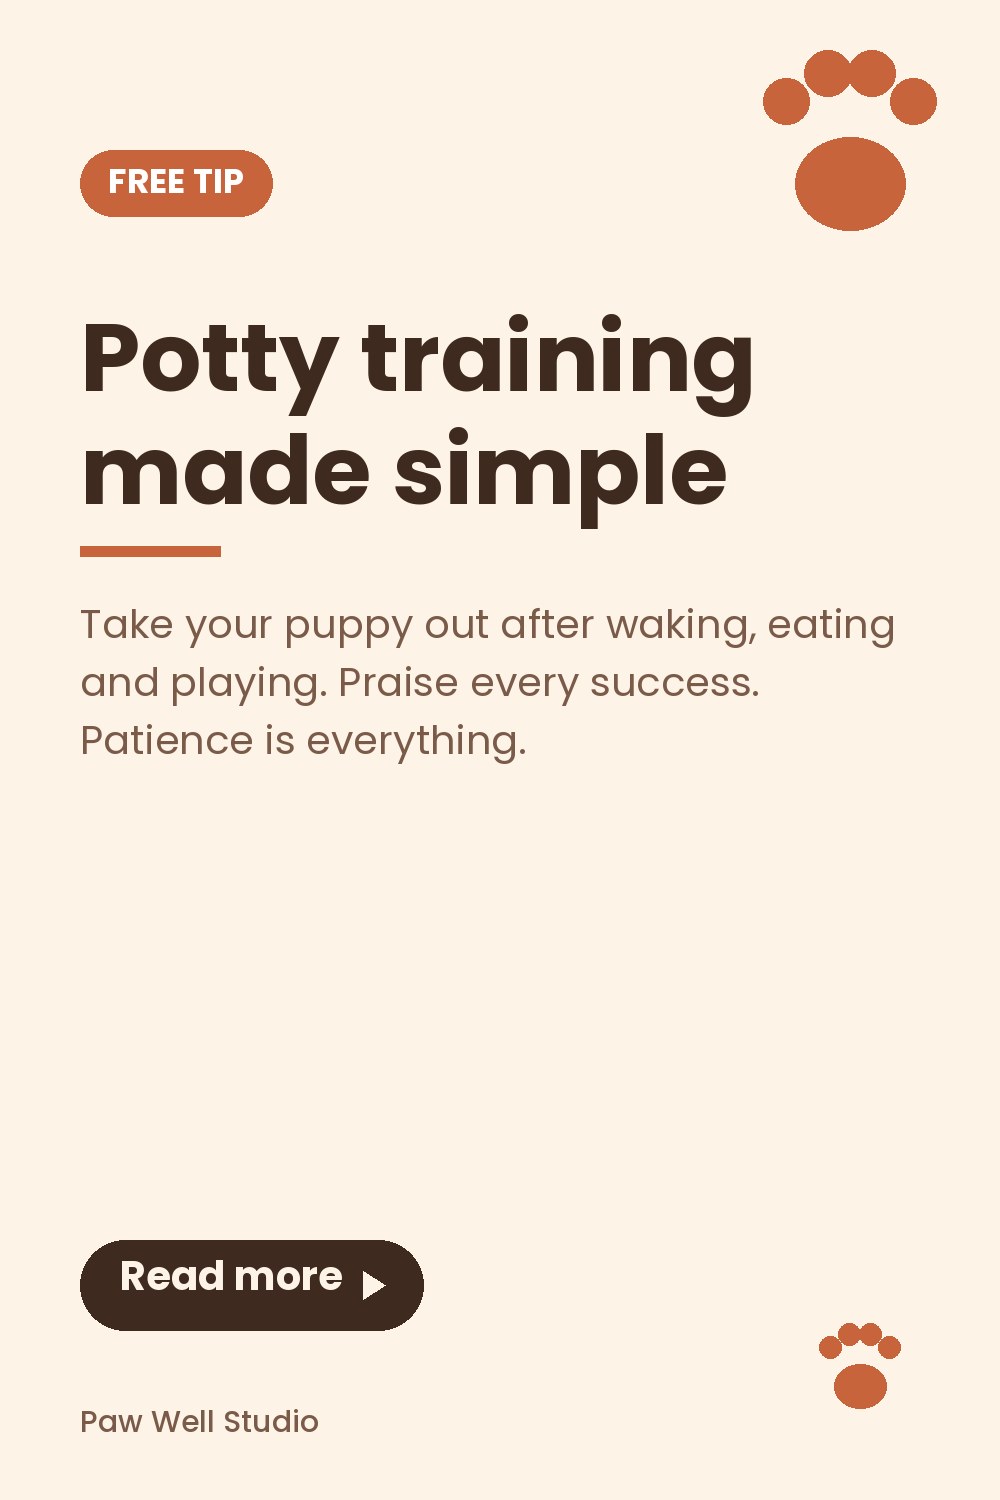 FREE TIP
Potty training
made simple
Take your puppy out after waking, eating
and playing. Praise every success.
Patience is everything.
Read more
Paw Well Studio